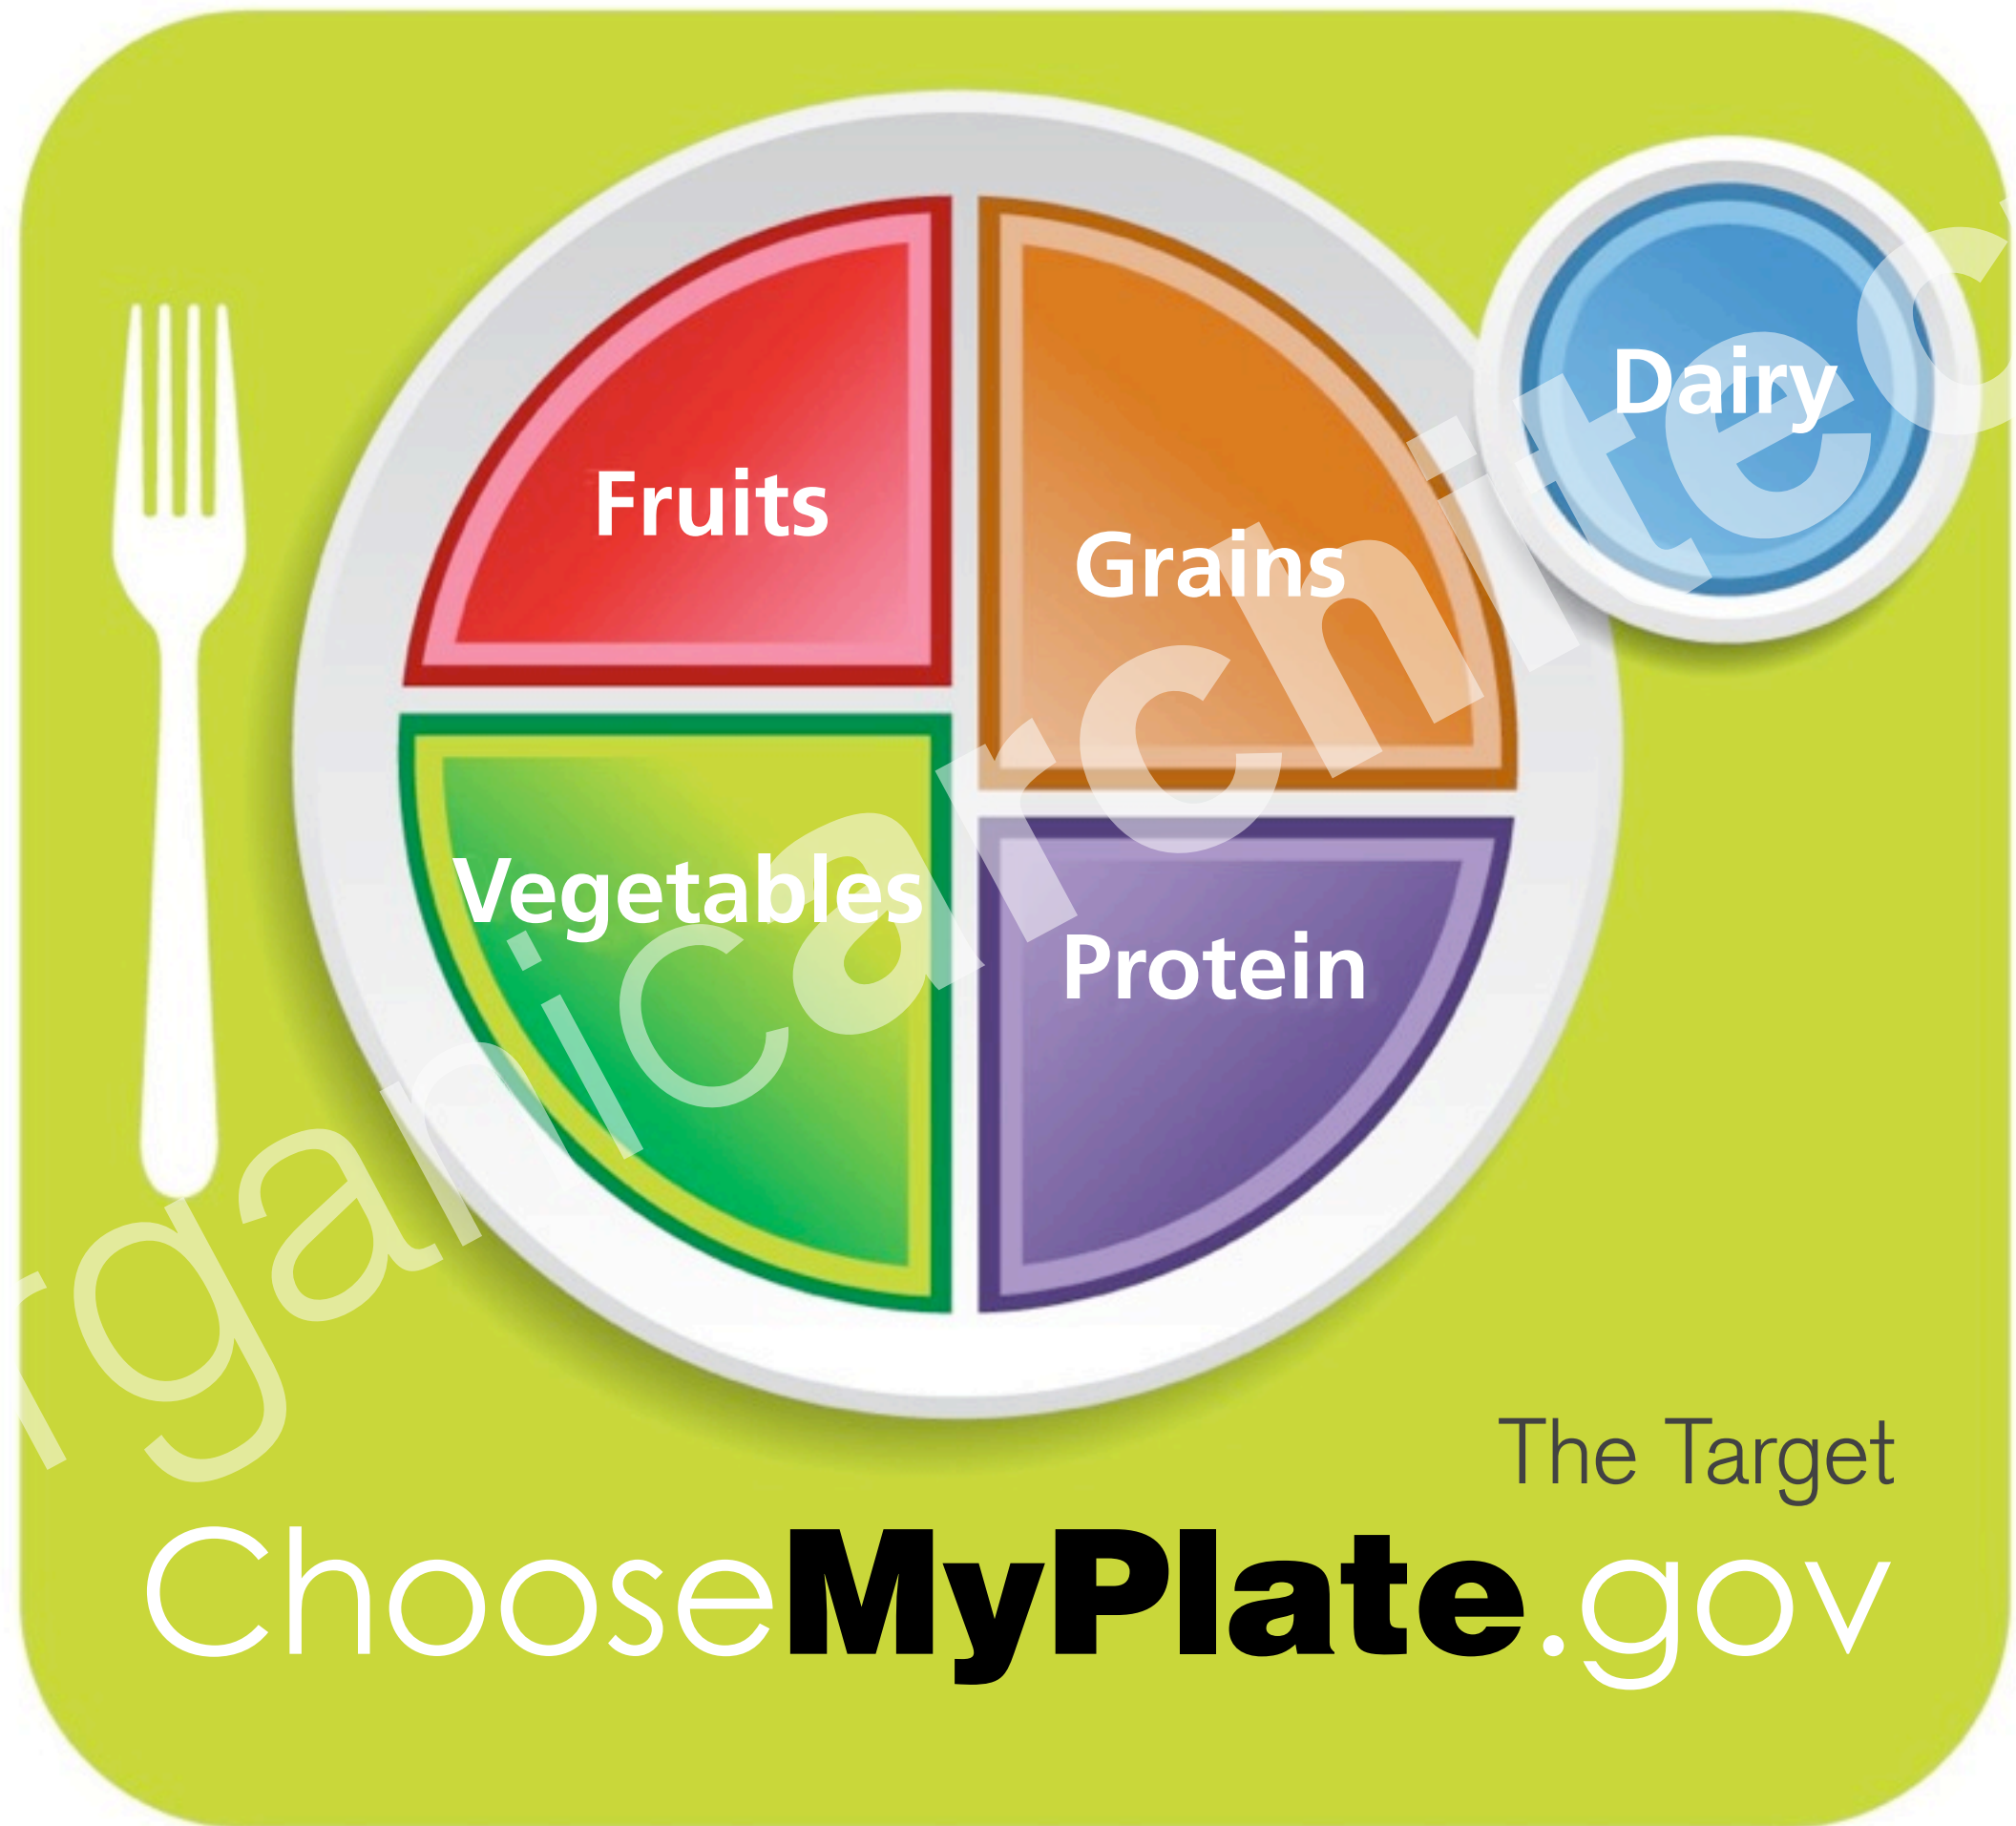 Fruits
Grains
Dairy
Vegetables
Protein
The Target
ChooseMyPlate.gov